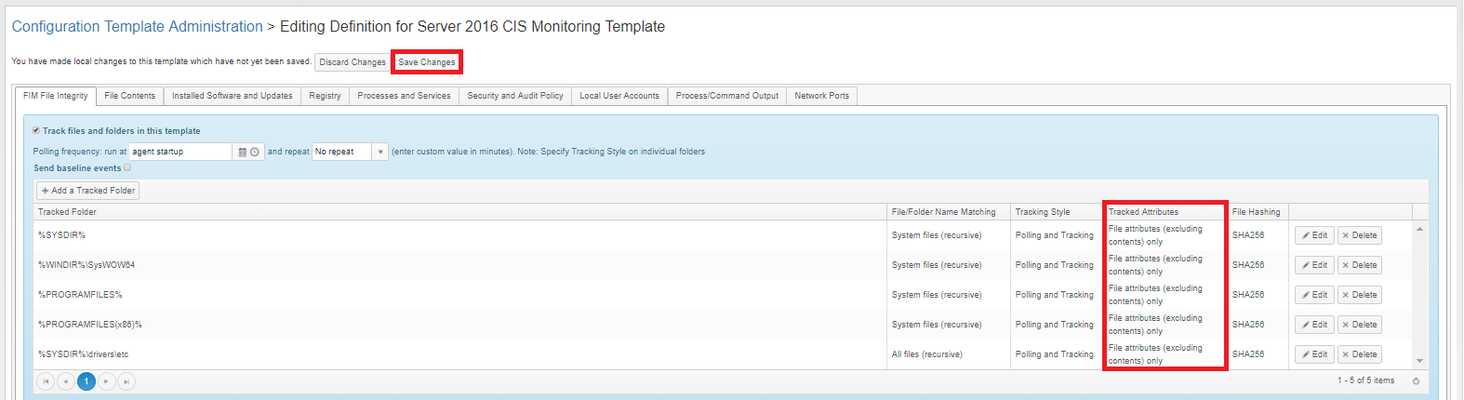 Configuration Template Administration > Editing Definition for Server 2016 CIS Monitoring Template
You have made local changes to this template which have not yet been saved. Discard Changes Save Changes
FIM File Integrity File Contents Installed Software and Updates Registry Processes and Services Security and Audit Policy Local User Accounts Process/Command Output Network Ports
Track files and folders in this template
Polling frequency: run at agent startup and repeat No repeat (enter custom value in minutes). Note: Specify Tracking Style on individual folders
Send baseline events
+ Add a Tracked Folder
Tracked Folder File/Folder Name Matching Tracking Style Tracked Attributes File Hashing
%SYSDIR% System files (recursive) Polling and Tracking File attributes (excluding contents) only SHA256 Edit Delete
%WINDIR%\SysWOW64 System files (recursive) Polling and Tracking File attributes (excluding contents) only SHA256 Edit Delete
%PROGRAMFILES% System files (recursive) Polling and Tracking File attributes (excluding contents) only SHA256 Edit Delete
%PROGRAMFILES(x86)% System files (recursive) Polling and Tracking File attributes (excluding contents) only SHA256 Edit Delete
%SYSDIR%\drivers\etc All files (recursive) Polling and Tracking File attributes (excluding contents) only SHA256 Edit Delete
1 1 - 5 of 5 items